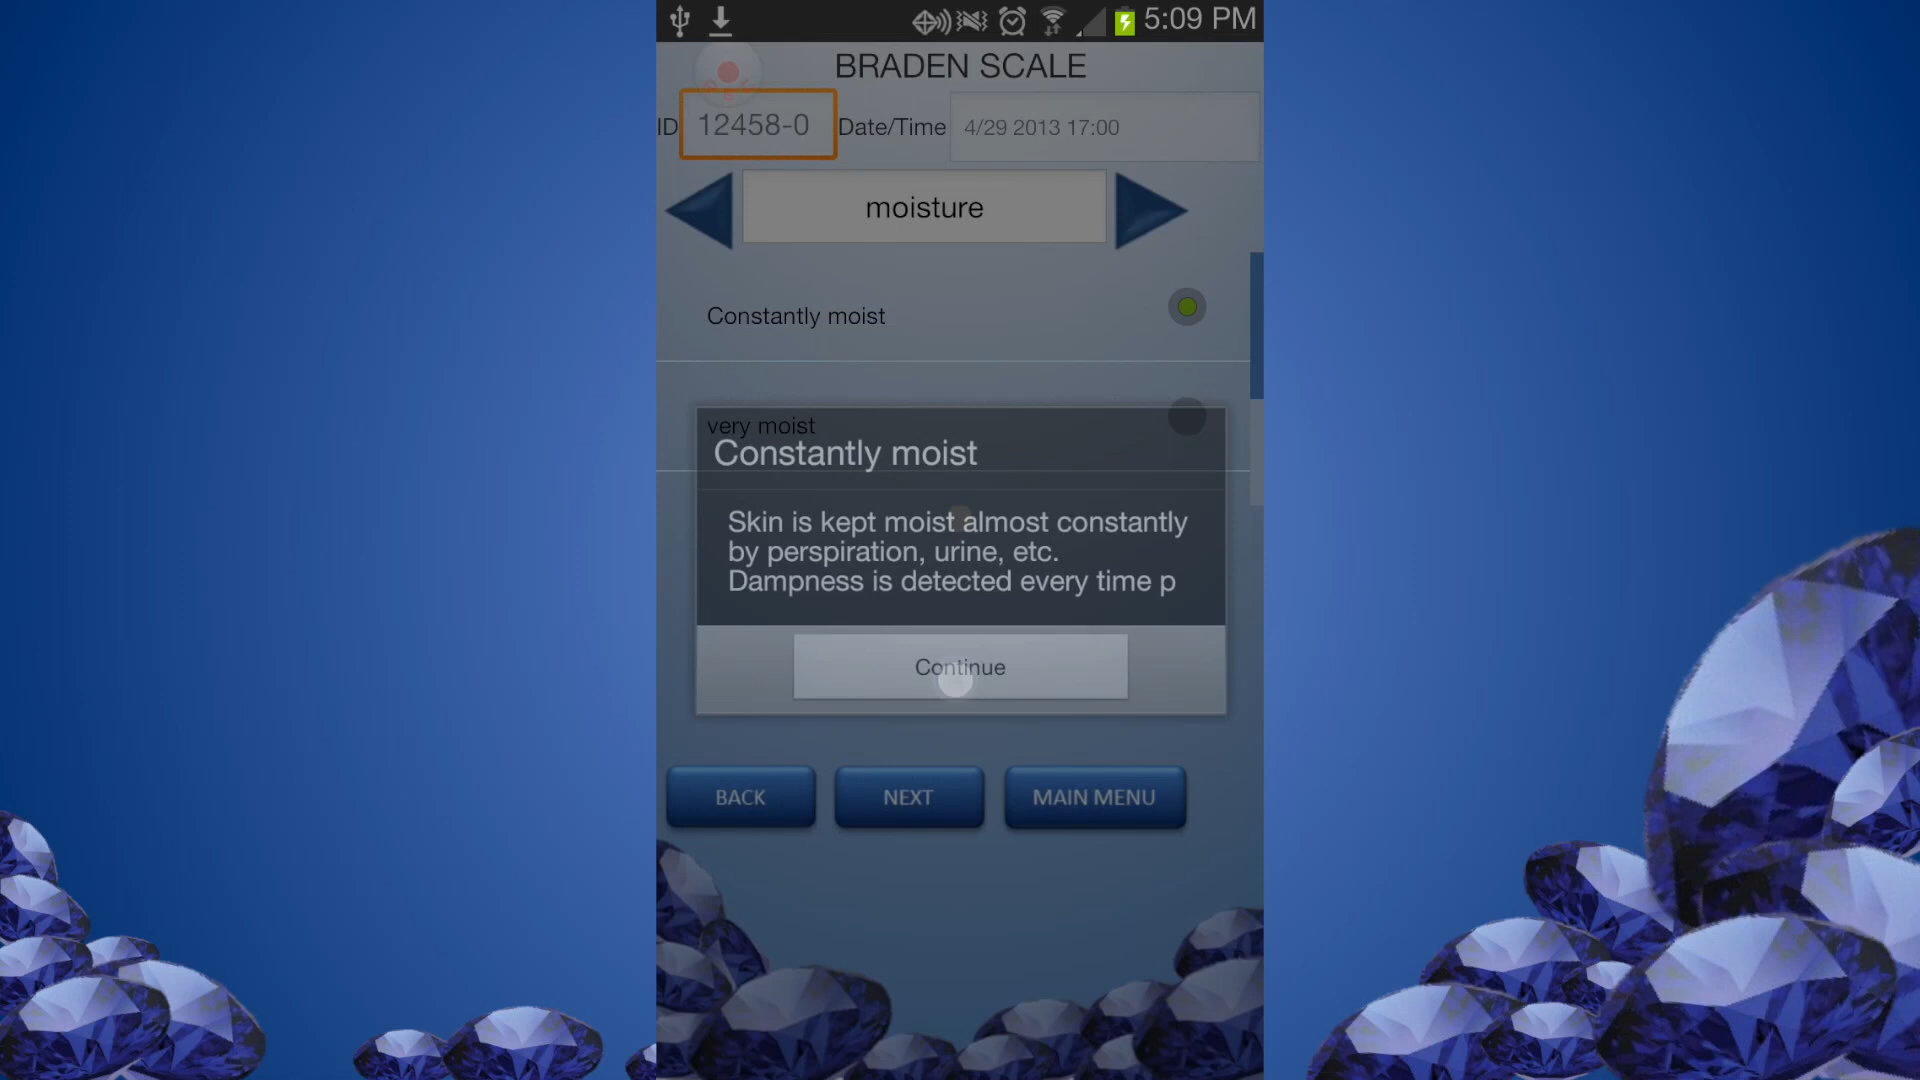 5:09 PM
BRADEN SCALE
ID 12458-0 Date/Time 4/29 2013 17:00
moisture
Constantly moist
very moist
Constantly moist
Skin is kept moist almost constantly
by perspiration, urine, etc.
Dampness is detected every time p
Continue
BACK NEXT MAIN MENU